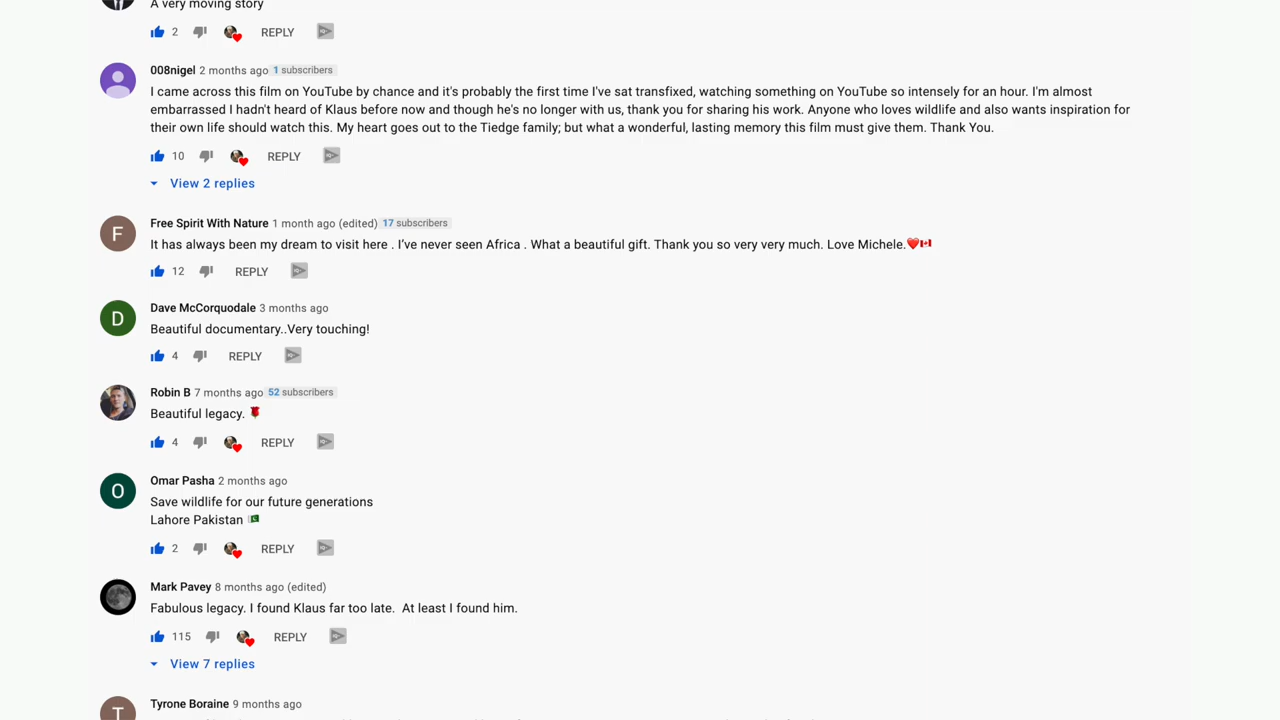 A very moving story
2 REPLY
008nigel 2 months ago 1 subscribers
I came across this film on YouTube by chance and it's probably the first time I've sat transfixed, watching something on YouTube so intensely for an hour. I'm almost
embarrassed I hadn't heard of Klaus before now and though he's no longer with us, thank you for sharing his work. Anyone who loves wildlife and also wants inspiration for
their own life should watch this. My heart goes out to the Tiedge family; but what a wonderful, lasting memory this film must give them. Thank You.
10 REPLY
View 2 replies
F
Free Spirit With Nature 1 month ago (edited) 17 subscribers
It has always been my dream to visit here . I've never seen Africa . What a beautiful gift. Thank you so very very much. Love Michele.❤️🇨🇦
12 REPLY
D
Dave McCorquodale 3 months ago
Beautiful documentary..Very touching!
4 REPLY
Robin B 7 months ago 52 subscribers
Beautiful legacy. 🌹
4 REPLY
O
Omar Pasha 2 months ago
Save wildlife for our future generations
Lahore Pakistan 🇵🇰
2 REPLY
Mark Pavey 8 months ago (edited)
Fabulous legacy. I found Klaus far too late.  At least I found him.
115 REPLY
View 7 replies
T
Tyrone Boraine 9 months ago